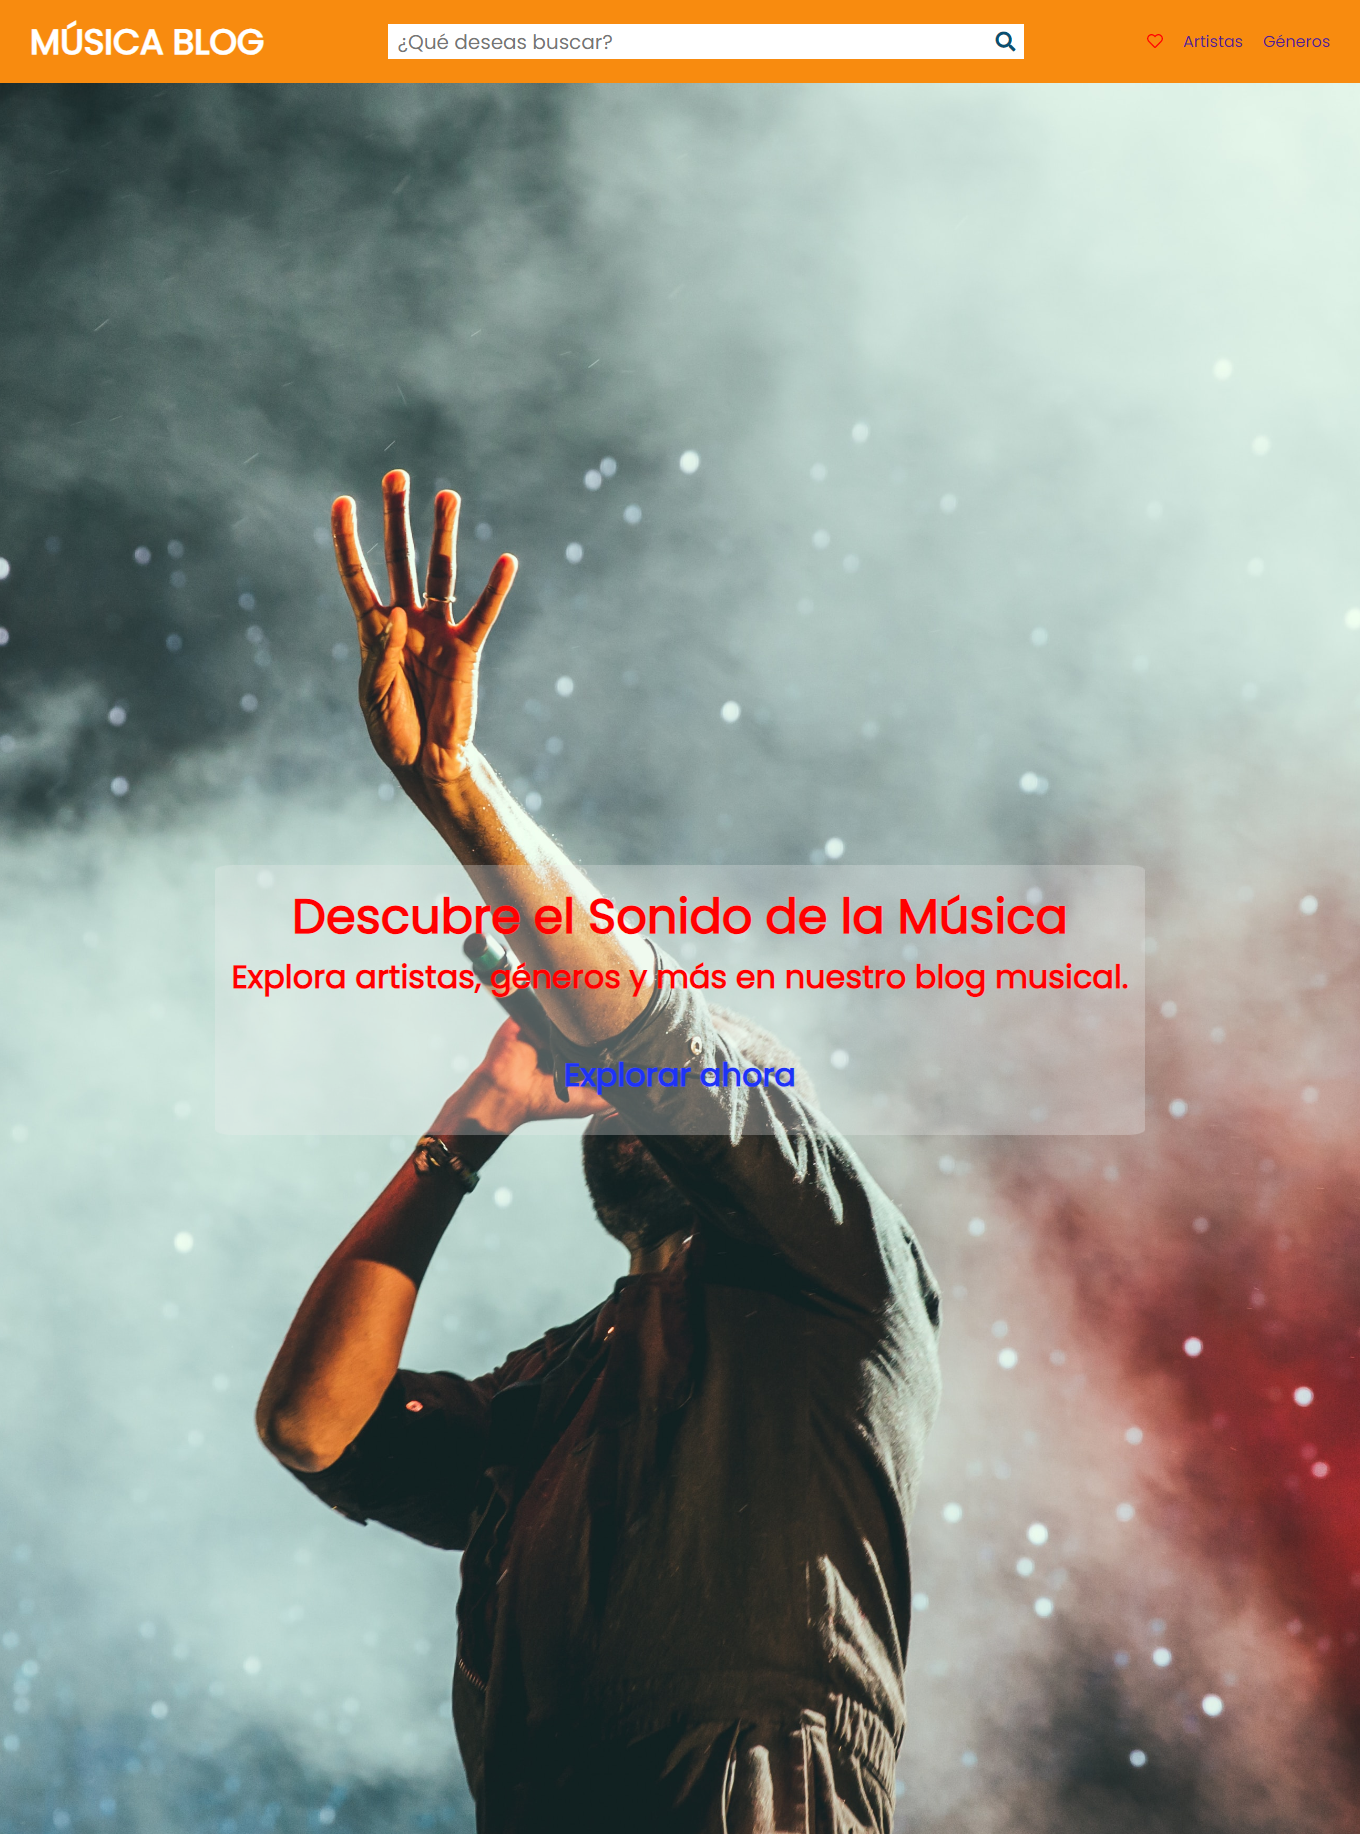 MÚSICA BLOG
¿Qué deseas buscar?
Artistas
Géneros
Descubre el Sonido de la Música
Explora artistas, géneros y más en nuestro blog musical.
Explorar ahora